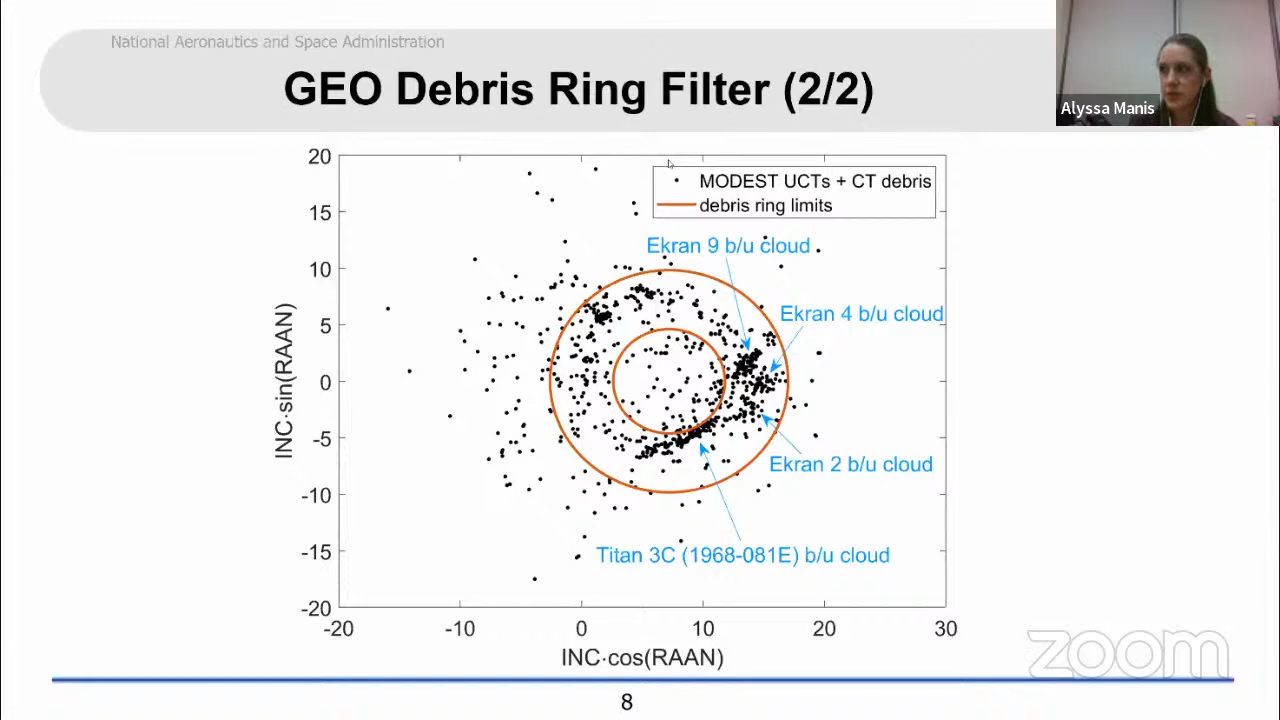 National Aeronautics and Space Administration
GEO Debris Ring Filter (2/2)
Alyssa Manis
MODEST UCTs + CT debris
debris ring limits
Ekran 9 b/u cloud
Ekran 4 b/u cloud
Ekran 2 b/u cloud
Titan 3C (1968-081E) b/u cloud
INC·sin(RAAN)
20
15
10
5
0
-5
-10
-15
-20
-20
-10
0
10
20
30
INC·cos(RAAN)
zoom
8